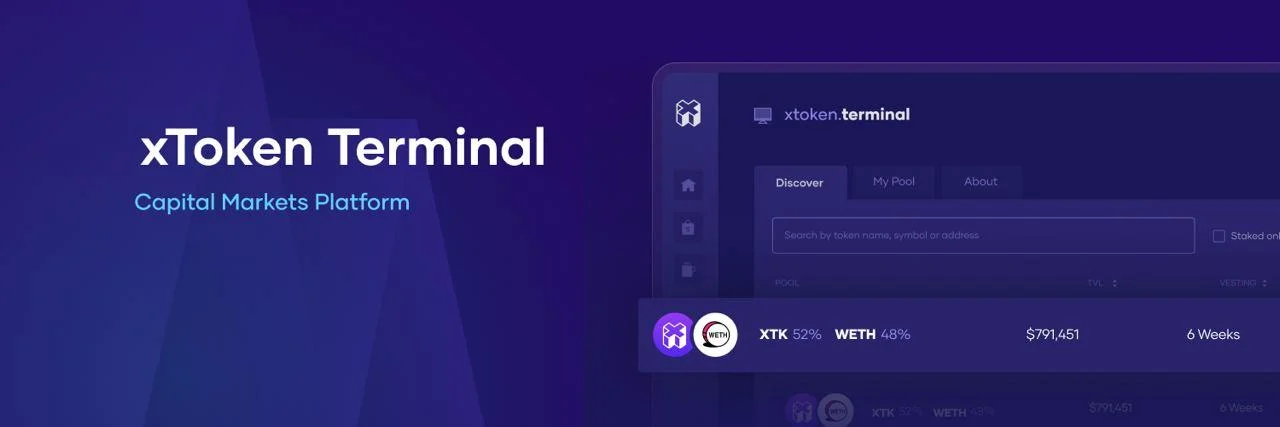 xToken Terminal
Capital Markets Platform
xtoken.terminal
Discover My Pool About
Search by token name, symbol or address
Staked onl
POOL TVL VESTING
WETH XTK 52% WETH 48% $791,451 6 Weeks
WETH XTK 52% WETH 48% $791,451 6 Weeks